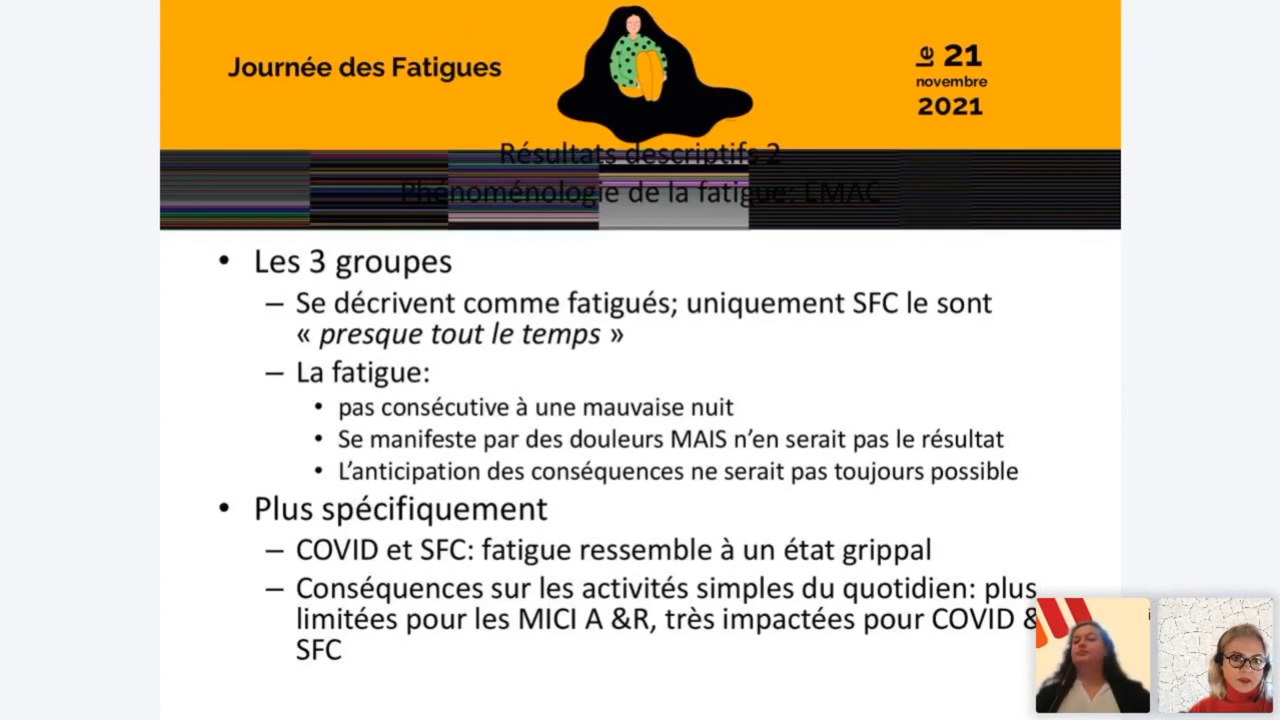 Journée des Fatigues
le 21
novembre
2021
Résultats descriptifs 2
Phénoménologie de la fatigue: EMAC
• Les 3 groupes
– Se décrivent comme fatigués; uniquement SFC le sont
« presque tout le temps »
– La fatigue:
• pas consécutive à une mauvaise nuit
• Se manifeste par des douleurs MAIS n’en serait pas le résultat
• L’anticipation des conséquences ne serait pas toujours possible
• Plus spécifiquement
– COVID et SFC: fatigue ressemble à un état grippal
– Conséquences sur les activités simples du quotidien: plus
limitées pour les MICI A &R, très impactées pour COVID &
SFC